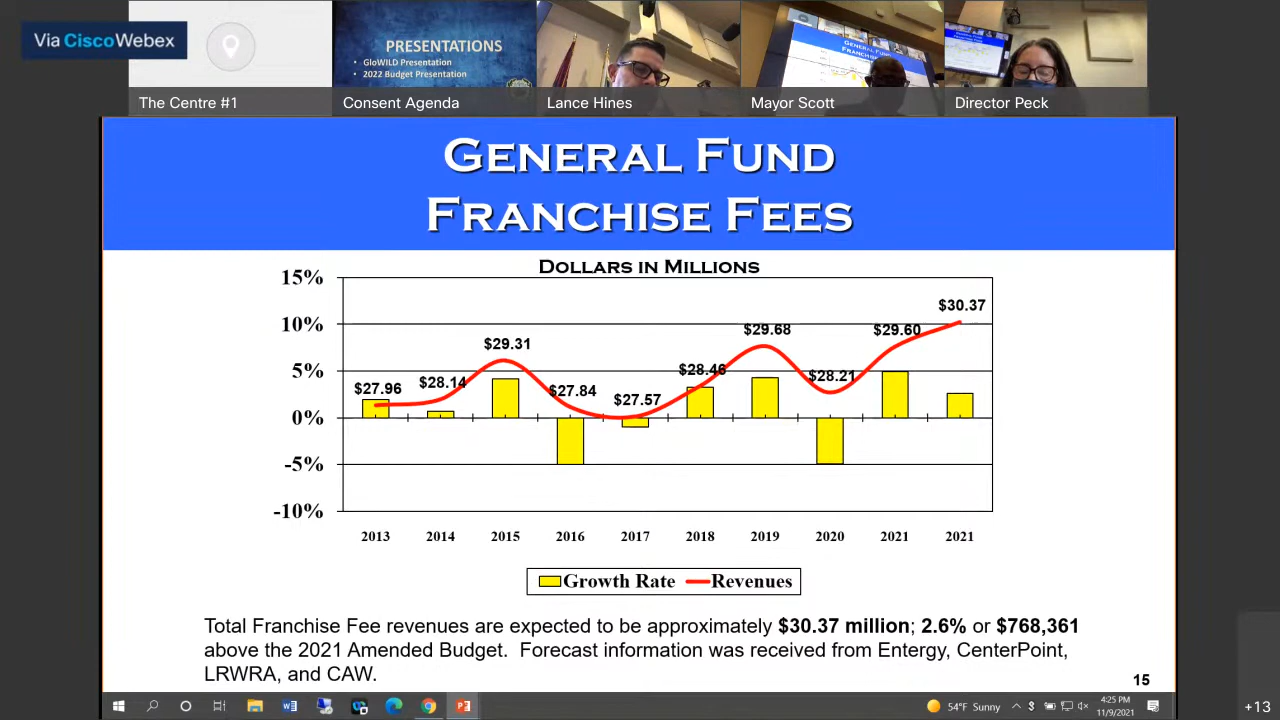 Via CiscoWebex
PRESENTATIONS
• GloWILD Presentation
• 2022 Budget Presentation
GENERAL FUND
FRANCHISE FEES
The Centre #1
Consent Agenda
Lance Hines
Mayor Scott
Director Peck
GENERAL FUND
FRANCHISE FEES
DOLLARS IN MILLIONS
15%
10%
5%
0%
-5%
-10%
$27.96
$28.14
$29.31
$27.84
$27.57
$28.46
$29.68
$28.21
$29.60
$30.37
2013 2014 2015 2016 2017 2018 2019 2020 2021 2021
Growth Rate Revenues
Total Franchise Fee revenues are expected to be approximately $30.37 million; 2.6% or $768,361
above the 2021 Amended Budget. Forecast information was received from Entergy, CenterPoint,
LRWRA, and CAW.
15
54°F Sunny
4:25 PM
11/9/2021
+13